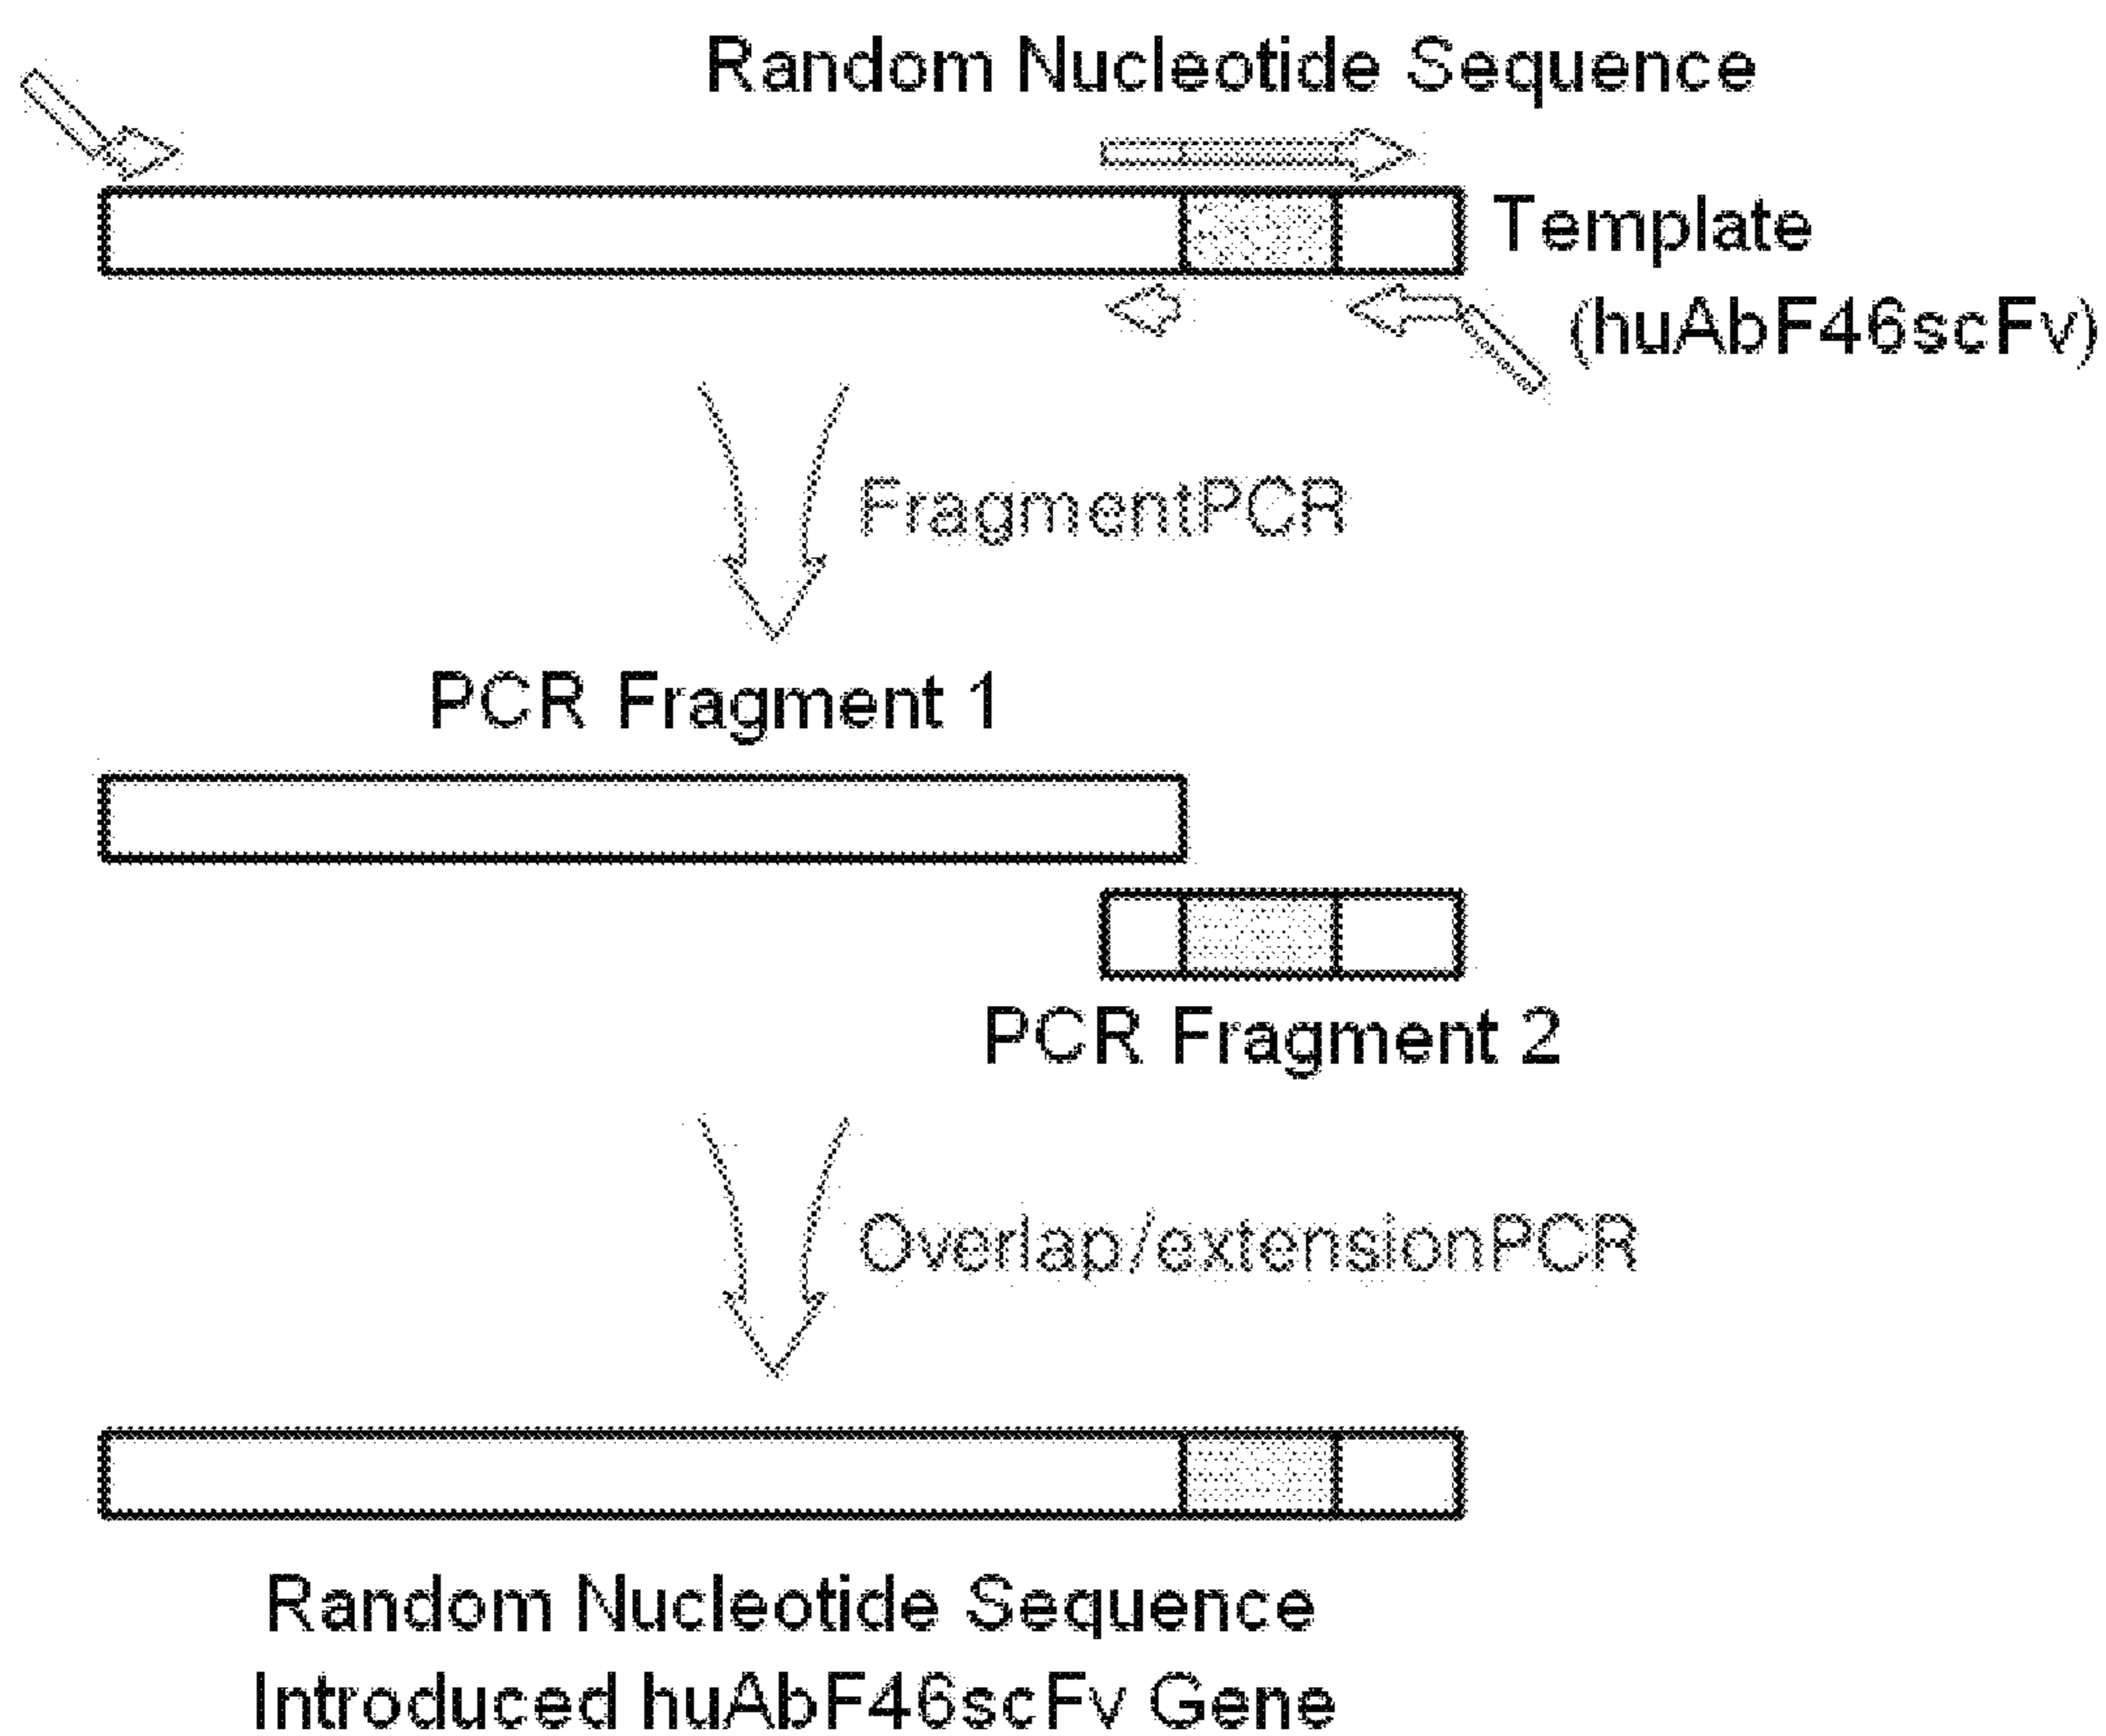 Random Nucleotide Sequence
Template
(huAbF46scFv)
FragmentPCR
PCR Fragment 1
PCR Fragment 2
Overlap/extensionPCR
Random Nucleotide Sequence
Introduced huAbF46scFv Gene